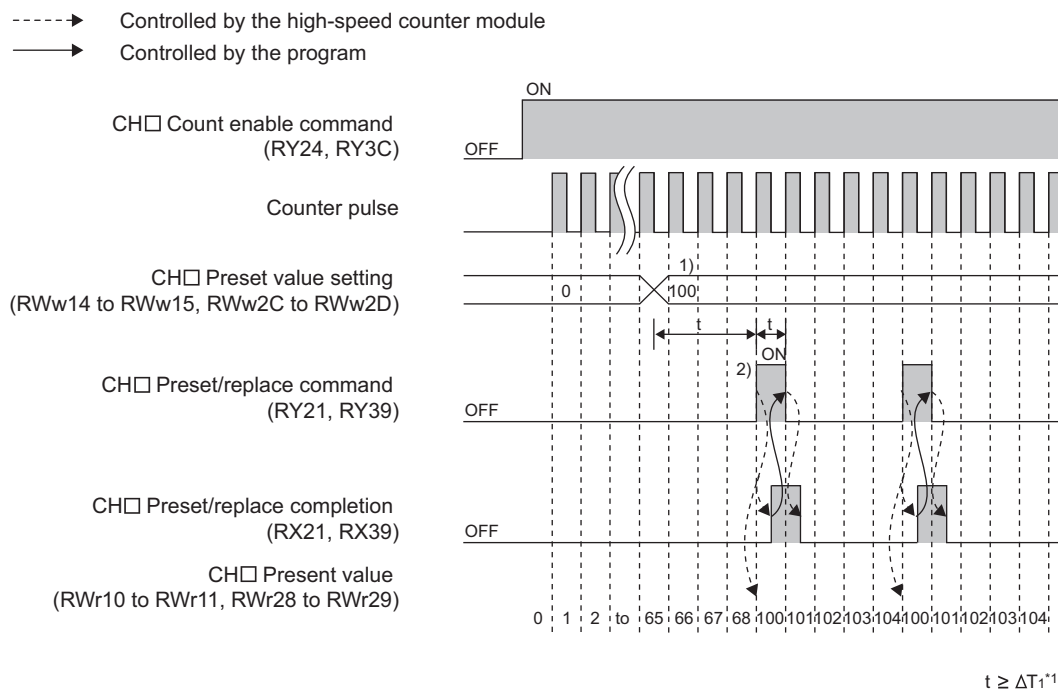 Controlled by the high-speed counter module
Controlled by the program
ON
CH□ Count enable command
(RY24, RY3C)
OFF
Counter pulse
CH□ Preset value setting
(RWw14 to RWw15, RWw2C to RWw2D)
0
1)
100
t
t
ON
2)
CH□ Preset/replace command
(RY21, RY39)
OFF
CH□ Preset/replace completion
(RX21, RX39)
OFF
CH□ Present value
(RWr10 to RWr11, RWr28 to RWr29)
0 1 2 to 65 66 67 68 100 101 102 103 104 100 101 102 103 104
t ≥ ΔT1*1